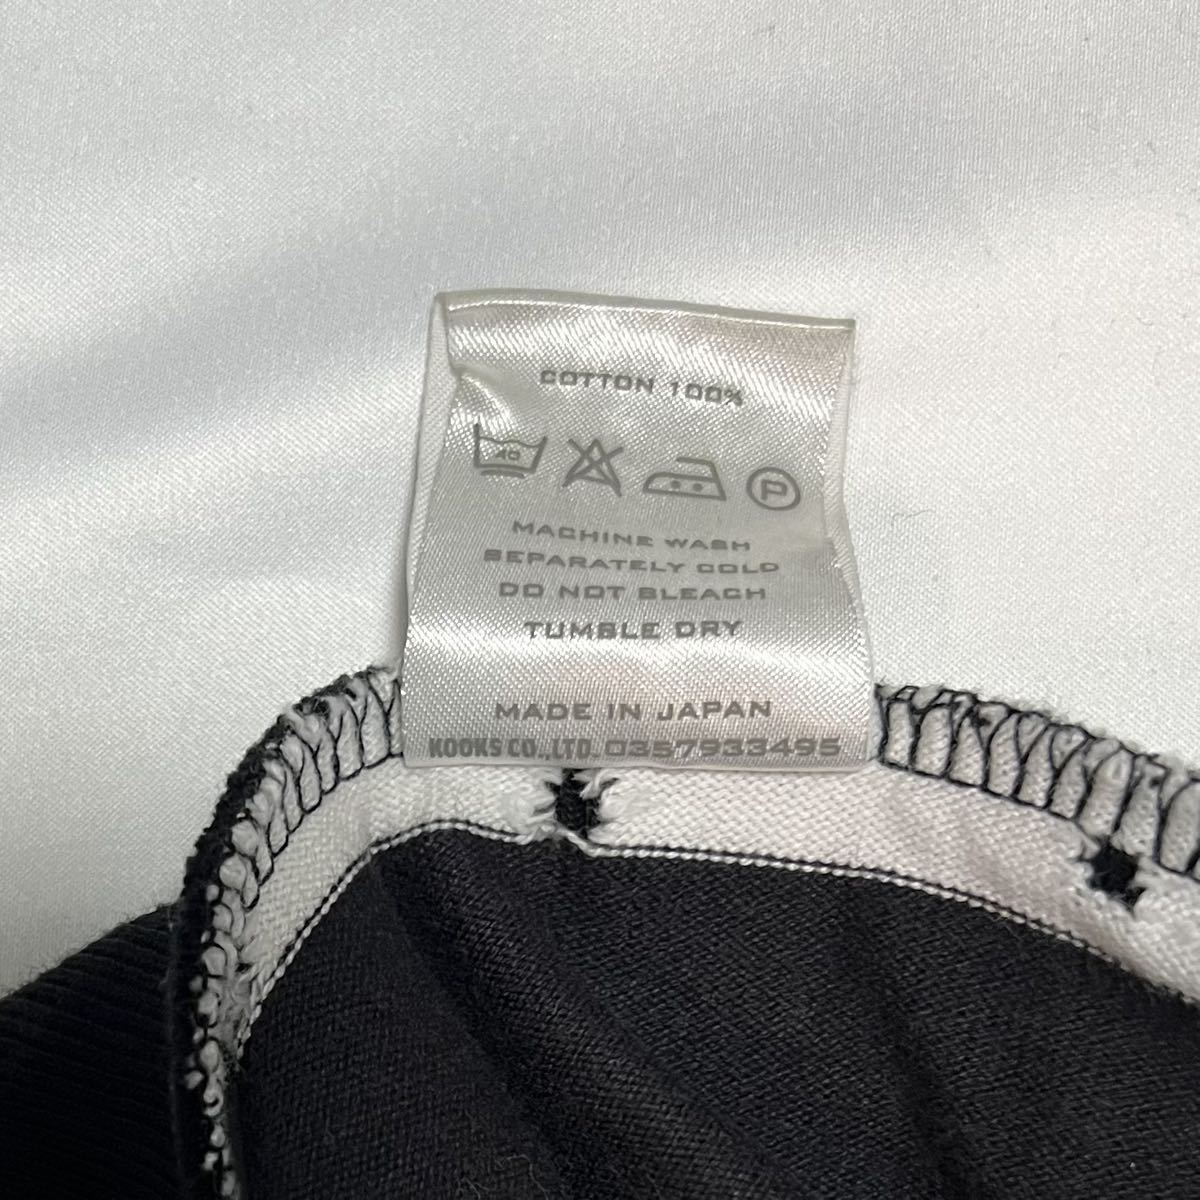 COTTON 100%
40
P
MACHINE WASH
SEPARATELY COLD
DO NOT BLEACH
TUMBLE DRY
MADE IN JAPAN
KOOKS CO.,LTD. 0357933495